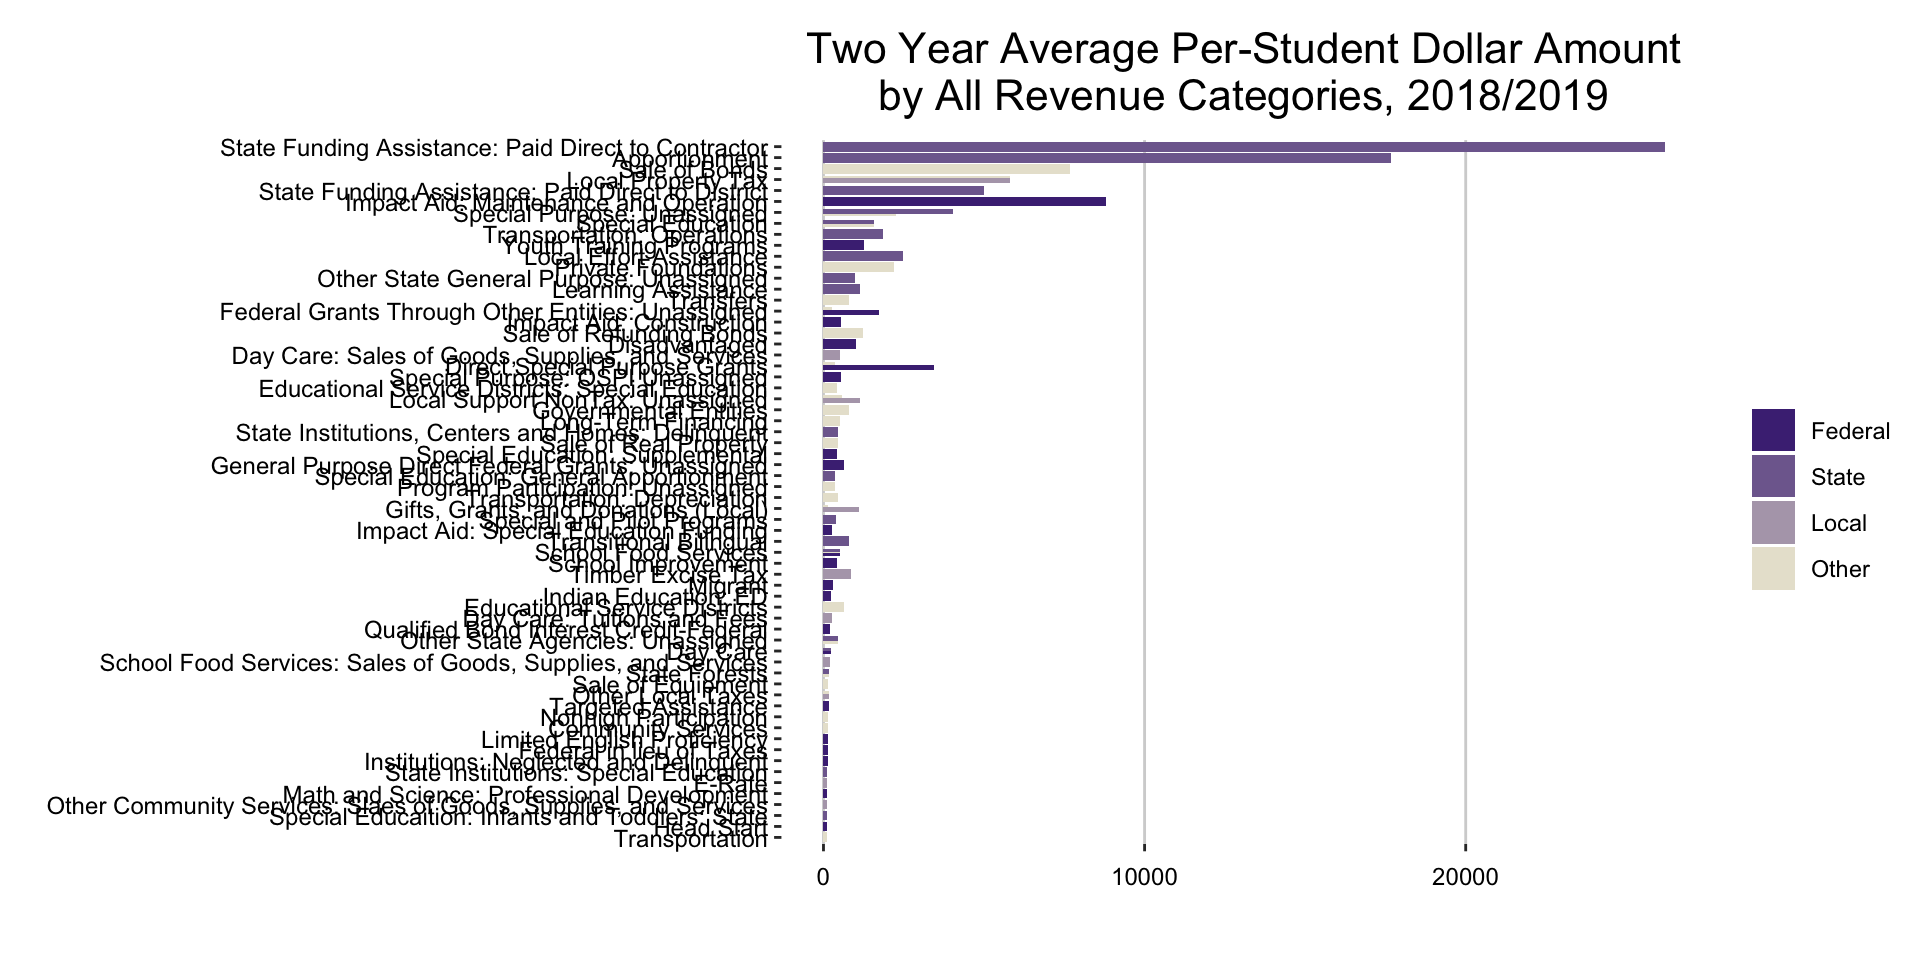 Two Year Average Per-Student Dollar Amount
by All Revenue Categories, 2018/2019
State Funding Assistance: Paid Direct to Contractor
Apportionment
Sale of Bonds
Local Property Tax
State Funding Assistance: Paid Direct to District
Impact Aid: Maintenance and Operation
Special Purpose: Unassigned
Special Education
Transportation: Operations
Youth Training Programs
Local Effort Assistance
Private Foundations
Other State General Purpose: Unassigned
Learning Assistance
Transfers
Federal Grants Through Other Entities: Unassigned
Impact Aid: Construction
Sale of Refunding Bonds
Disadvantaged
Day Care: Sales of Goods, Supplies, and Services
Direct Special Purpose Grants
Special Purpose: OSPI Unassigned
Educational Service Districts: Special Education
Local Support NonTax: Unassigned
Governmental Entities
Long-Term Financing
State Institutions, Centers and Homes: Delinquent
Sale of Real Property
Special Education: Supplemental
General Purpose Direct Federal Grants: Unassigned
Special Education: General Apportionment
Program Participation: Unassigned
Transportation: Depreciation
Gifts, Grants, and Donations (Local)
Special and Pilot Programs
Impact Aid: Special Education Funding
Transitional Bilingual
School Food Services
School Improvement
Timber Excise Tax
Migrant
Indian Education: ED
Educational Service Districts
Day Care: Tuitions and Fees
Qualified Bond Interest Credit-Federal
Other State Agencies: Unassigned
Day Care
School Food Services: Sales of Goods, Supplies, and Services
State Forests
Sale of Equipment
Other Local Taxes
Targeted Assistance
Nonhigh Participation
Community Services
Limited English Proficiency
Federal in lieu of Taxes
Institutions: Neglected and Delinquent
State Institutions: Special Education
E-Rate
Math and Science: Professional Development
Other Community Services: Slaes of Goods, Supplies, and Services
Special Educaition: Infants and Toddlers: State
Head Start
Transportation
0 10000 20000
Federal
State
Local
Other